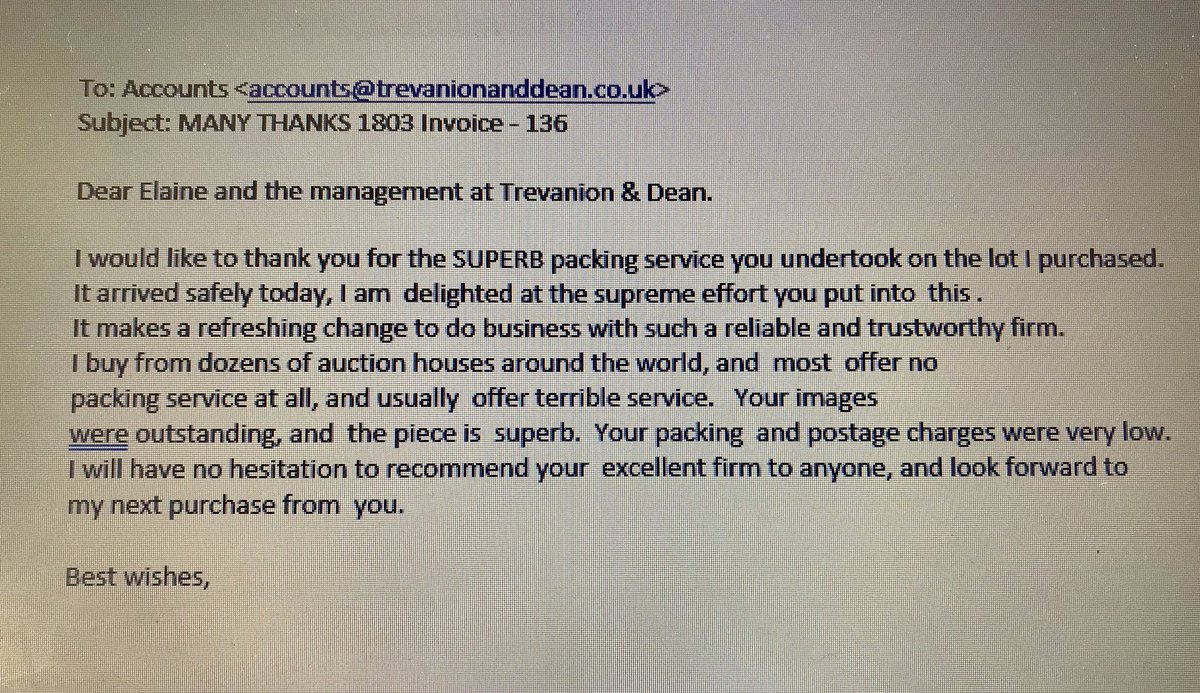 To: Accounts <accounts@trevanionanddean.co.uk>
Subject: MANY THANKS 1803 Invoice - 136
Dear Elaine and the management at Trevanion & Dean.
I would like to thank you for the SUPERB packing service you undertook on the lot I purchased.
It arrived safely today, I am delighted at the supreme effort you put into this .
It makes a refreshing change to do business with such a reliable and trustworthy firm.
I buy from dozens of auction houses around the world, and most offer no
packing service at all, and usually offer terrible service. Your images
were outstanding, and the piece is superb. Your packing and postage charges were very low.
I will have no hesitation to recommend your excellent firm to anyone, and look forward to
my next purchase from you.
Best wishes,